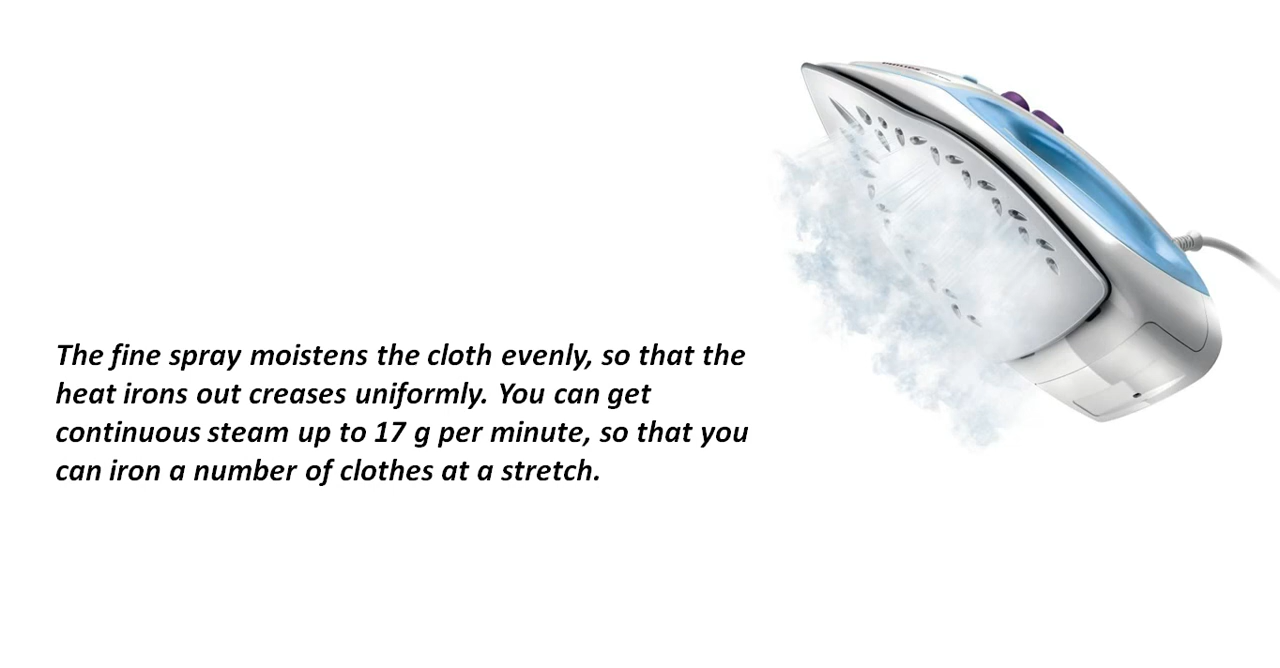 The fine spray moistens the cloth evenly, so that the
heat irons out creases uniformly. You can get
continuous steam up to 17 g per minute, so that you
can iron a number of clothes at a stretch.